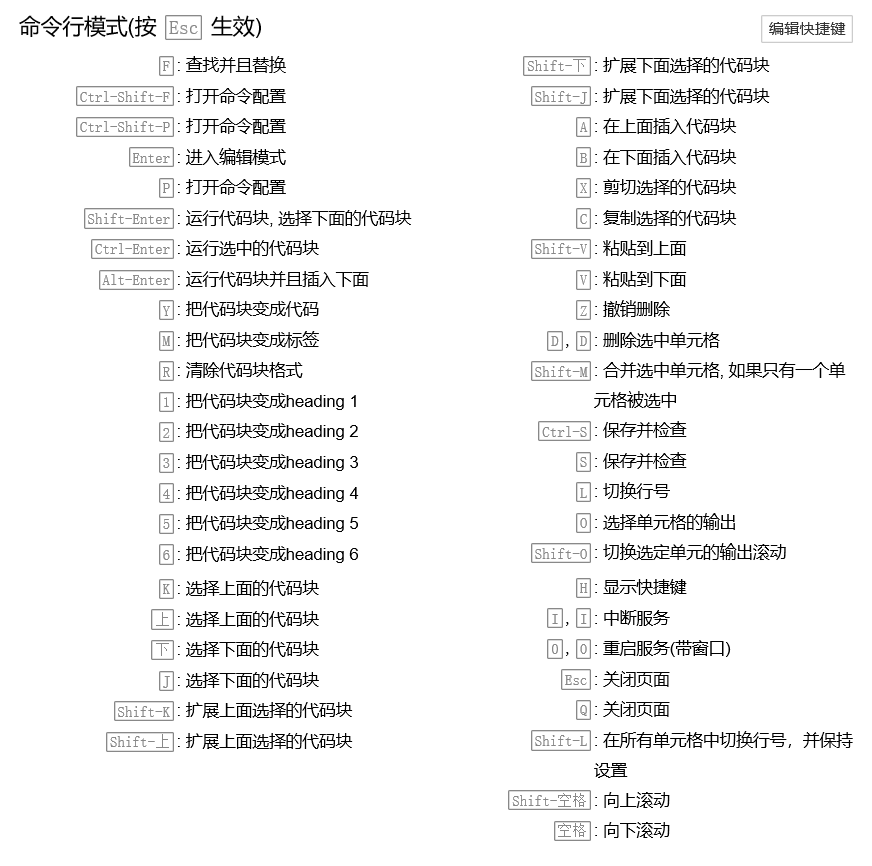 命令行模式(按 Esc 生效)
编辑快捷键
F : 查找并且替换
Ctrl-Shift-F : 打开命令配置
Ctrl-Shift-P : 打开命令配置
Enter : 进入编辑模式
P : 打开命令配置
Shift-Enter : 运行代码块, 选择下面的代码块
Ctrl-Enter : 运行选中的代码块
Alt-Enter : 运行代码块并且插入下面
Y : 把代码块变成代码
M : 把代码块变成标签
R : 清除代码块格式
1 : 把代码块变成heading 1
2 : 把代码块变成heading 2
3 : 把代码块变成heading 3
4 : 把代码块变成heading 4
5 : 把代码块变成heading 5
6 : 把代码块变成heading 6
K : 选择上面的代码块
上 : 选择上面的代码块
下 : 选择下面的代码块
J : 选择下面的代码块
Shift-K : 扩展上面选择的代码块
Shift-上 : 扩展上面选择的代码块
Shift-下 : 扩展下面选择的代码块
Shift-J : 扩展下面选择的代码块
A : 在上面插入代码块
B : 在下面插入代码块
X : 剪切选择的代码块
C : 复制选择的代码块
Shift-V : 粘贴到上面
V : 粘贴到下面
Z : 撤销删除
D , D : 删除选中单元格
Shift-M : 合并选中单元格, 如果只有一个单
元格被选中
Ctrl-S : 保存并检查
S : 保存并检查
L : 切换行号
O : 选择单元格的输出
Shift-O : 切换选定单元的输出滚动
H : 显示快捷键
I , I : 中断服务
0 , 0 : 重启服务(带窗口)
Esc : 关闭页面
Q : 关闭页面
Shift-L : 在所有单元格中切换行号，并保持
设置
Shift-空格 : 向上滚动
空格 : 向下滚动